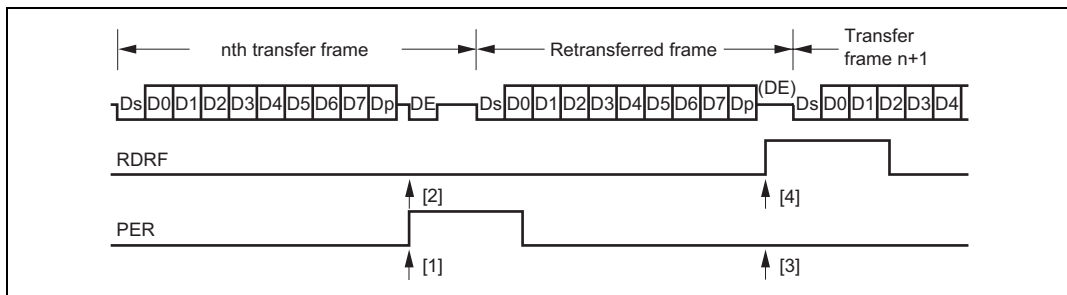 nth transfer frame
Retransferred frame
Transfer
frame n+1
Ds D0 D1 D2 D3 D4 D5 D6 D7 Dp DE Ds D0 D1 D2 D3 D4 D5 D6 D7 Dp (DE) Ds D0 D1 D2 D3 D4
RDRF
[2] [4]
PER
[1] [3]